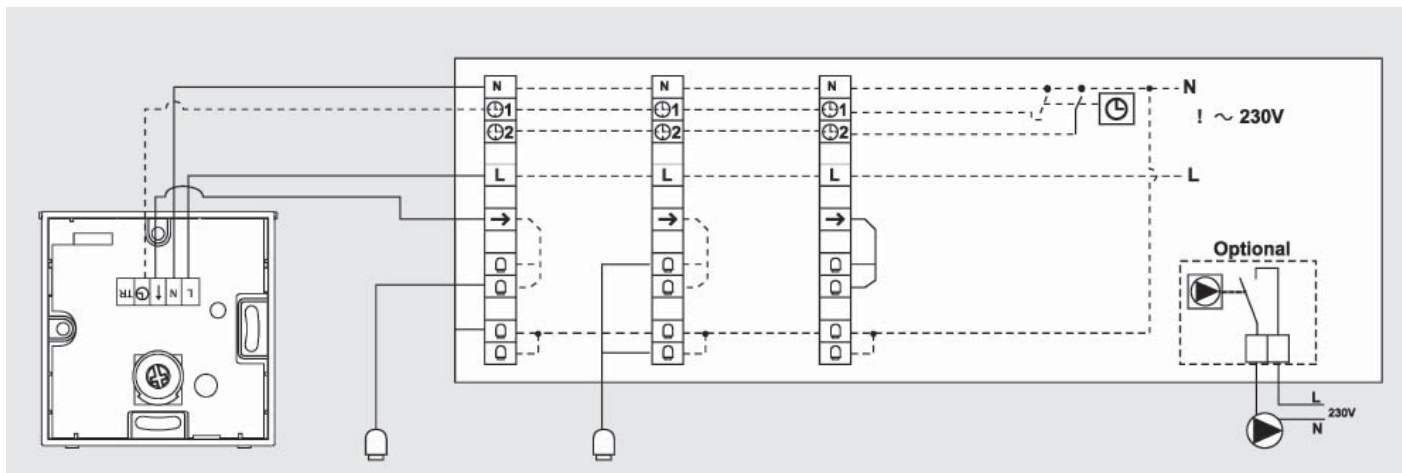 N N N N
1 1 1
! ~ 230V
2 2 2
L L L L
→ → →
Optional
TR ↓ N L
L
230V
N